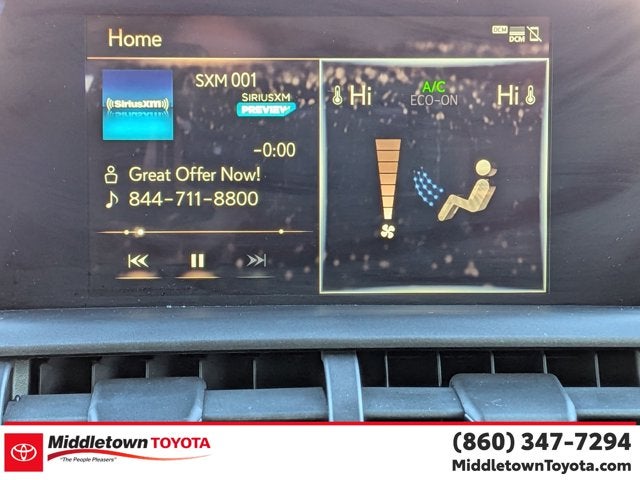 Home
DCM
DCM
SXM 001
((SiriusXM))
SIRIUSXM
PREVIEW
-0:00
Great Offer Now!
844-711-8800
Hi
A/C
ECO-ON
Hi
Middletown TOYOTA
"The People Pleasers"
(860) 347-7294
MiddletownToyota.com